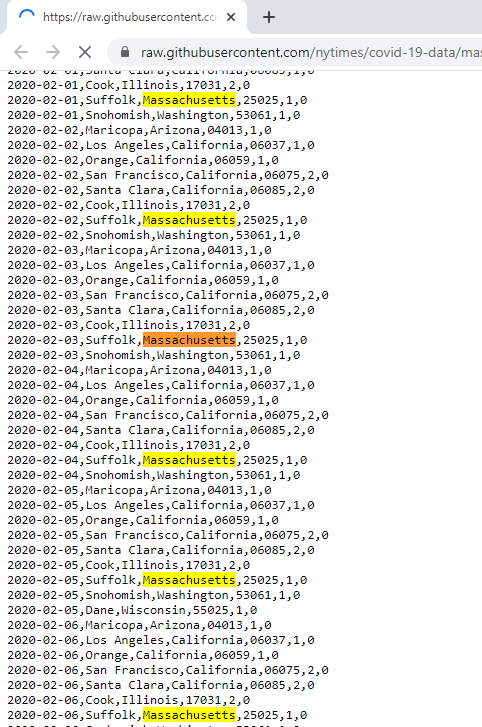 https://raw.githubusercontent.co
raw.githubusercontent.com/nytimes/covid-19-data/mas
2020-02-01,Santa Clara,California,06085,1,0
2020-02-01,Cook,Illinois,17031,2,0
2020-02-01,Suffolk,Massachusetts,25025,1,0
2020-02-01,Snohomish,Washington,53061,1,0
2020-02-02,Maricopa,Arizona,04013,1,0
2020-02-02,Los Angeles,California,06037,1,0
2020-02-02,Orange,California,06059,1,0
2020-02-02,San Francisco,California,06075,2,0
2020-02-02,Santa Clara,California,06085,2,0
2020-02-02,Cook,Illinois,17031,2,0
2020-02-02,Suffolk,Massachusetts,25025,1,0
2020-02-02,Snohomish,Washington,53061,1,0
2020-02-03,Maricopa,Arizona,04013,1,0
2020-02-03,Los Angeles,California,06037,1,0
2020-02-03,Orange,California,06059,1,0
2020-02-03,San Francisco,California,06075,2,0
2020-02-03,Santa Clara,California,06085,2,0
2020-02-03,Cook,Illinois,17031,2,0
2020-02-03,Suffolk,Massachusetts,25025,1,0
2020-02-03,Snohomish,Washington,53061,1,0
2020-02-04,Maricopa,Arizona,04013,1,0
2020-02-04,Los Angeles,California,06037,1,0
2020-02-04,Orange,California,06059,1,0
2020-02-04,San Francisco,California,06075,2,0
2020-02-04,Santa Clara,California,06085,2,0
2020-02-04,Cook,Illinois,17031,2,0
2020-02-04,Suffolk,Massachusetts,25025,1,0
2020-02-04,Snohomish,Washington,53061,1,0
2020-02-05,Maricopa,Arizona,04013,1,0
2020-02-05,Los Angeles,California,06037,1,0
2020-02-05,Orange,California,06059,1,0
2020-02-05,San Francisco,California,06075,2,0
2020-02-05,Santa Clara,California,06085,2,0
2020-02-05,Cook,Illinois,17031,2,0
2020-02-05,Suffolk,Massachusetts,25025,1,0
2020-02-05,Snohomish,Washington,53061,1,0
2020-02-05,Dane,Wisconsin,55025,1,0
2020-02-06,Maricopa,Arizona,04013,1,0
2020-02-06,Los Angeles,California,06037,1,0
2020-02-06,Orange,California,06059,1,0
2020-02-06,San Francisco,California,06075,2,0
2020-02-06,Santa Clara,California,06085,2,0
2020-02-06,Cook,Illinois,17031,2,0
2020-02-06,Suffolk,Massachusetts,25025,1,0